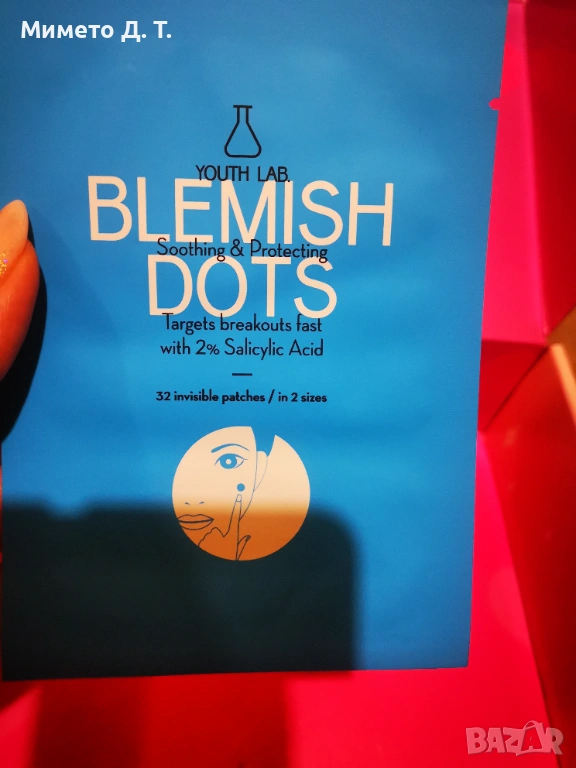 Мимето Д. Т.
YOUTH LAB.
BLEMISH
Soothing & Protecting
DOTS
Targets breakouts fast
with 2% Salicylic Acid
32 invisible patches / in 2 sizes
BAZAR